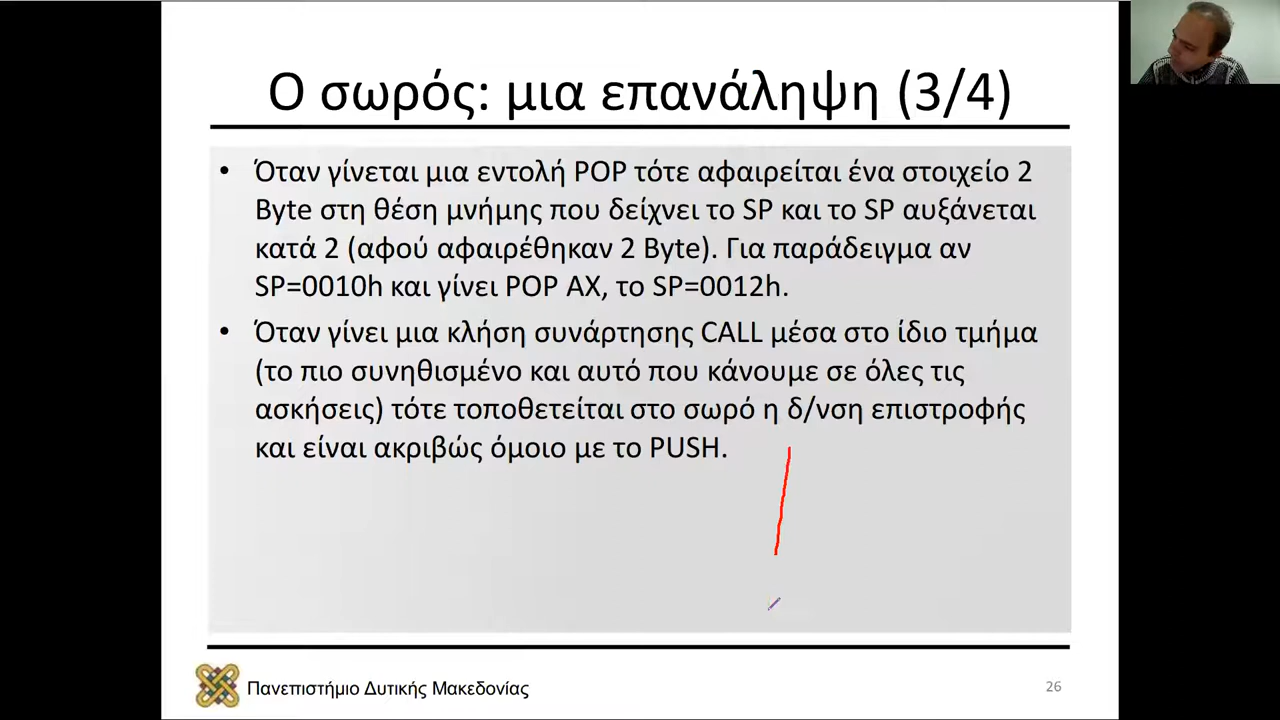 Ο σωρός: μια επανάληψη (3/4)
• Όταν γίνεται μια εντολή POP τότε αφαιρείται ένα στοιχείο 2
Byte στη θέση μνήμης που δείχνει το SP και το SP αυξάνεται
κατά 2 (αφού αφαιρέθηκαν 2 Byte). Για παράδειγμα αν
SP=0010h και γίνει POP AX, το SP=0012h.
• Όταν γίνει μια κλήση συνάρτησης CALL μέσα στο ίδιο τμήμα
(το πιο συνηθισμένο και αυτό που κάνουμε σε όλες τις
ασκήσεις) τότε τοποθετείται στο σωρό η δ/νση επιστροφής
και είναι ακριβώς όμοιο με το PUSH.
Πανεπιστήμιο Δυτικής Μακεδονίας
26